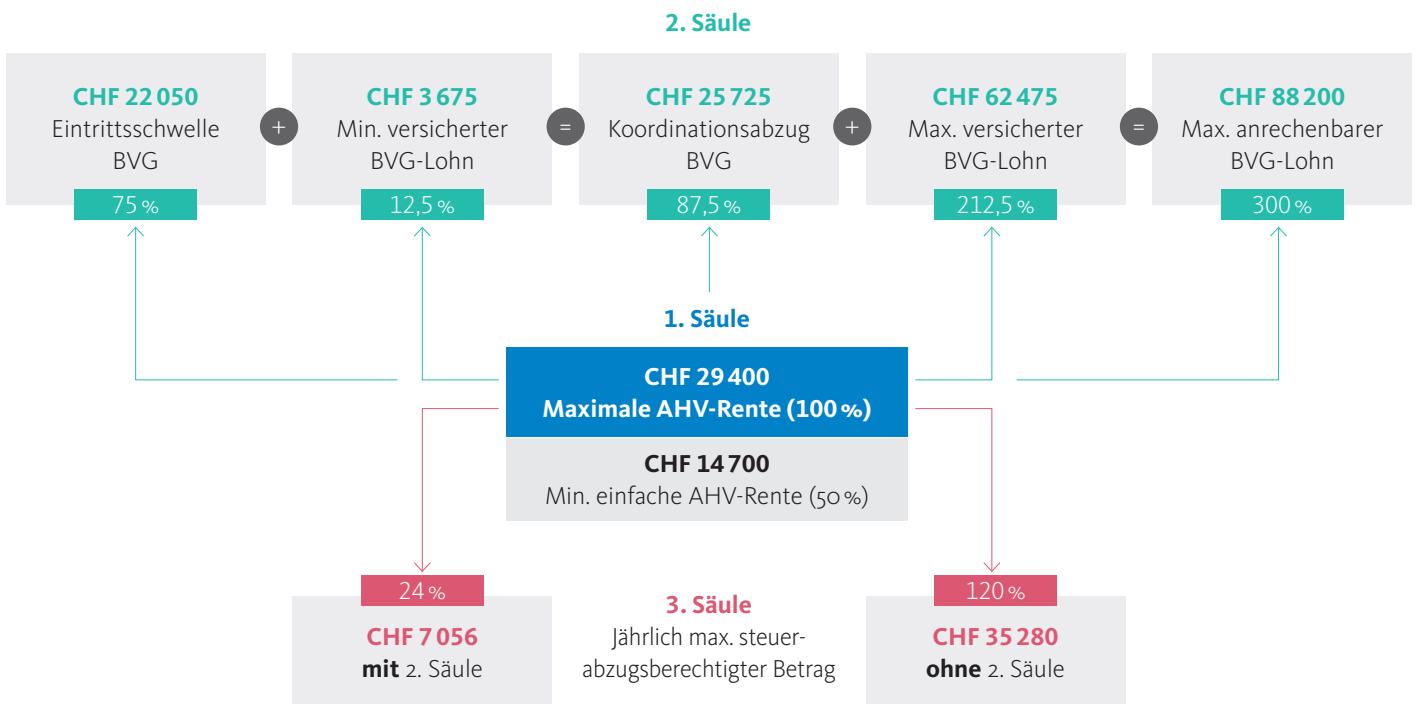 2. Säule
CHF 22 050
Eintrittsschwelle
BVG
75 %
+
CHF 3 675
Min. versicherter
BVG-Lohn
12,5 %
=
CHF 25 725
Koordinationsabzug
BVG
87,5 %
+
CHF 62 475
Max. versicherter
BVG-Lohn
212,5 %
=
CHF 88 200
Max. anrechenbarer
BVG-Lohn
300 %
1. Säule
CHF 29 400
Maximale AHV-Rente (100 %)
CHF 14 700
Min. einfache AHV-Rente (50 %)
24 %
CHF 7 056
mit 2. Säule
3. Säule
Jährlich max. steuer-
abzugsberechtigter Betrag
120 %
CHF 35 280
ohne 2. Säule